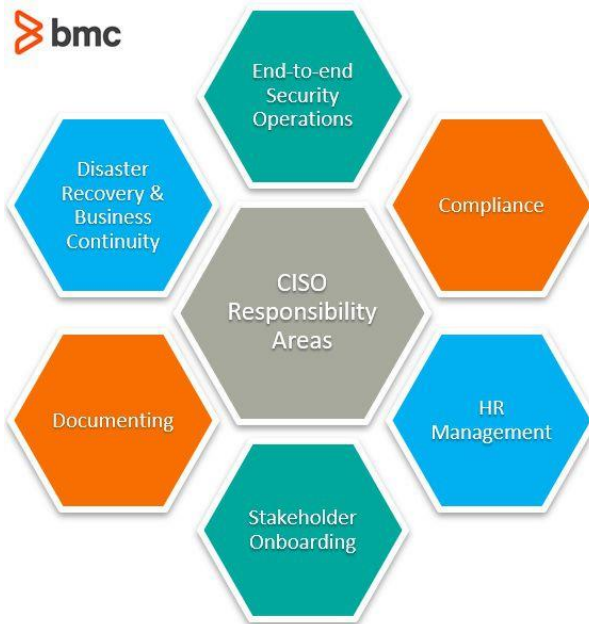 bmc
End-to-end
Security
Operations
Disaster
Recovery &
Business
Continuity
Compliance
CISO
Responsibility
Areas
Documenting
HR
Management
Stakeholder
Onboarding